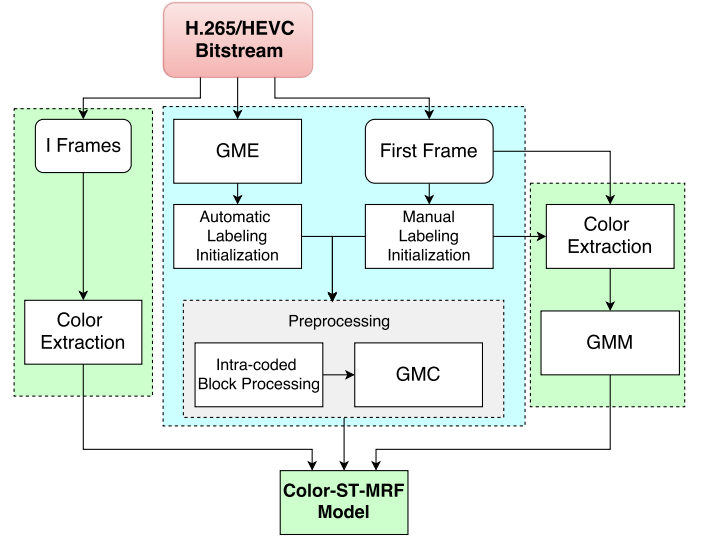 H.265/HEVC
Bitstream
I Frames
GME
First Frame
Automatic
Labeling
Initialization
Manual
Labeling
Initialization
Color
Extraction
Color
Extraction
Preprocessing
Intra-coded
Block Processing
GMC
GMM
Color-ST-MRF
Model